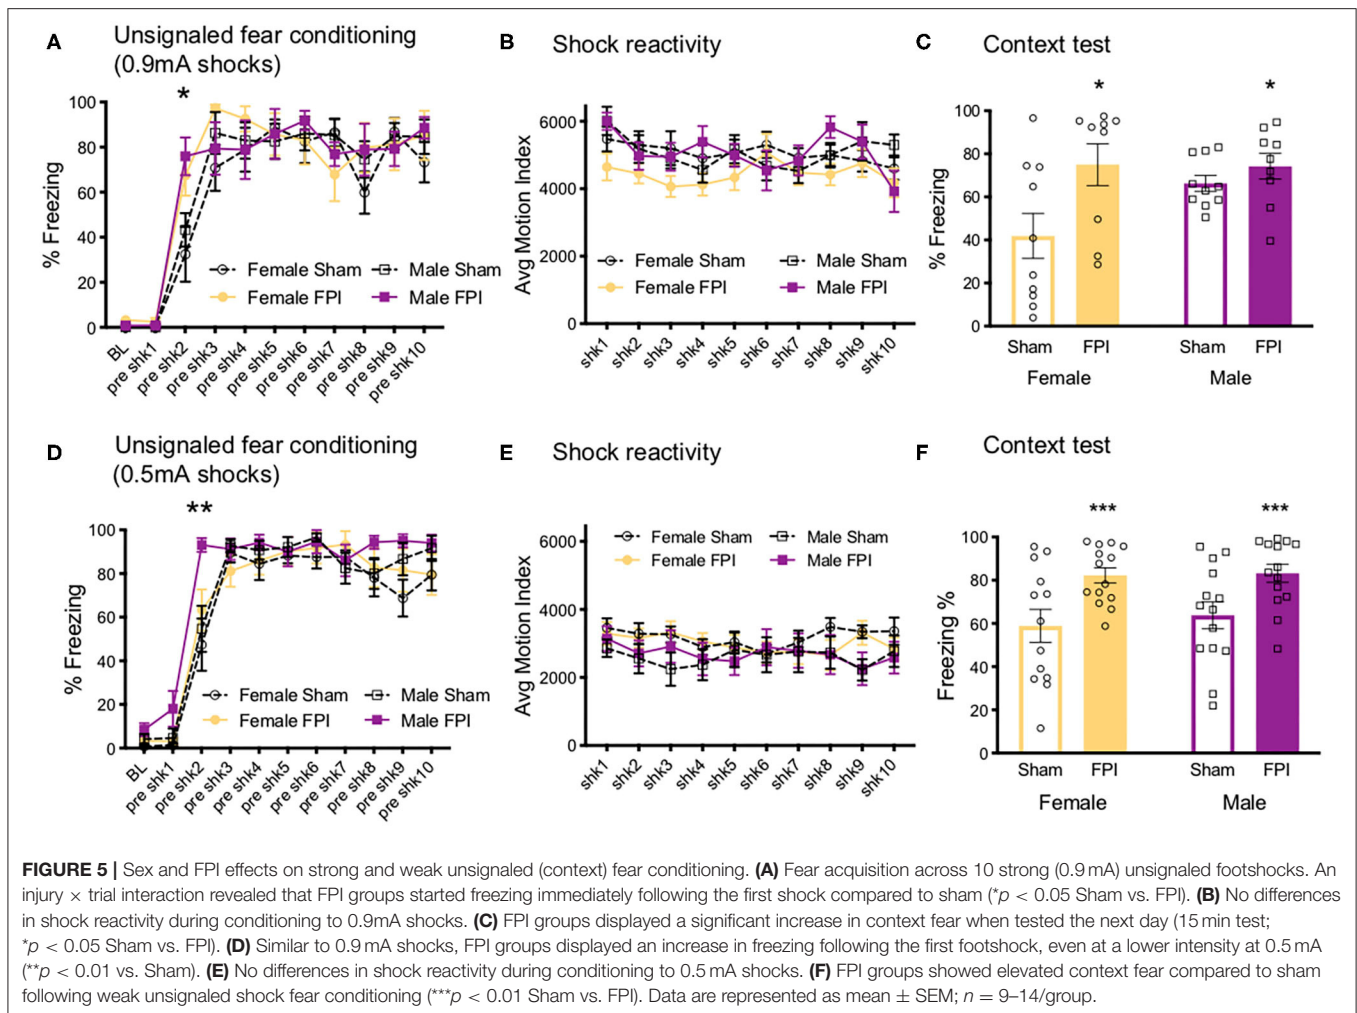 A Unsignaled fear conditioning
(0.9mA shocks)
*
% Freezing
100
80
60
40
20
0
Female Sham Male Sham
Female FPI Male FPI
BL pre shk1 pre shk2 pre shk3 pre shk4 pre shk5 pre shk6 pre shk7 pre shk8 pre shk9 pre shk10
B Shock reactivity
Avg Motion Index
6000
4000
2000
0
Female Sham Male Sham
Female FPI Male FPI
shk1 shk2 shk3 shk4 shk5 shk6 shk7 shk8 shk9 shk10
C Context test
* *
% Freezing
100
80
60
40
20
0
Sham FPI Sham FPI
Female Male
D Unsignaled fear conditioning
(0.5mA shocks)
**
% Freezing
100
80
60
40
20
0
Female Sham Male Sham
Female FPI Male FPI
BL pre shk1 pre shk2 pre shk3 pre shk4 pre shk5 pre shk6 pre shk7 pre shk8 pre shk9 pre shk10
E Shock reactivity
Avg Motion Index
6000
4000
2000
0
Female Sham Male Sham
Female FPI Male FPI
shk1 shk2 shk3 shk4 shk5 shk6 shk7 shk8 shk9 shk10
F Context test
*** ***
Freezing %
100
80
60
40
20
0
Sham FPI Sham FPI
Female Male
FIGURE 5 | Sex and FPI effects on strong and weak unsignaled (context) fear conditioning. (A) Fear acquisition across 10 strong (0.9 mA) unsignaled footshocks. An
injury × trial interaction revealed that FPI groups started freezing immediately following the first shock compared to sham (*p < 0.05 Sham vs. FPI). (B) No differences
in shock reactivity during conditioning to 0.9mA shocks. (C) FPI groups displayed a significant increase in context fear when tested the next day (15 min test;
*p < 0.05 Sham vs. FPI). (D) Similar to 0.9 mA shocks, FPI groups displayed an increase in freezing following the first footshock, even at a lower intensity at 0.5 mA
(**p < 0.01 vs. Sham). (E) No differences in shock reactivity during conditioning to 0.5 mA shocks. (F) FPI groups showed elevated context fear compared to sham
following weak unsignaled shock fear conditioning (***p < 0.01 Sham vs. FPI). Data are represented as mean ± SEM; n = 9–14/group.